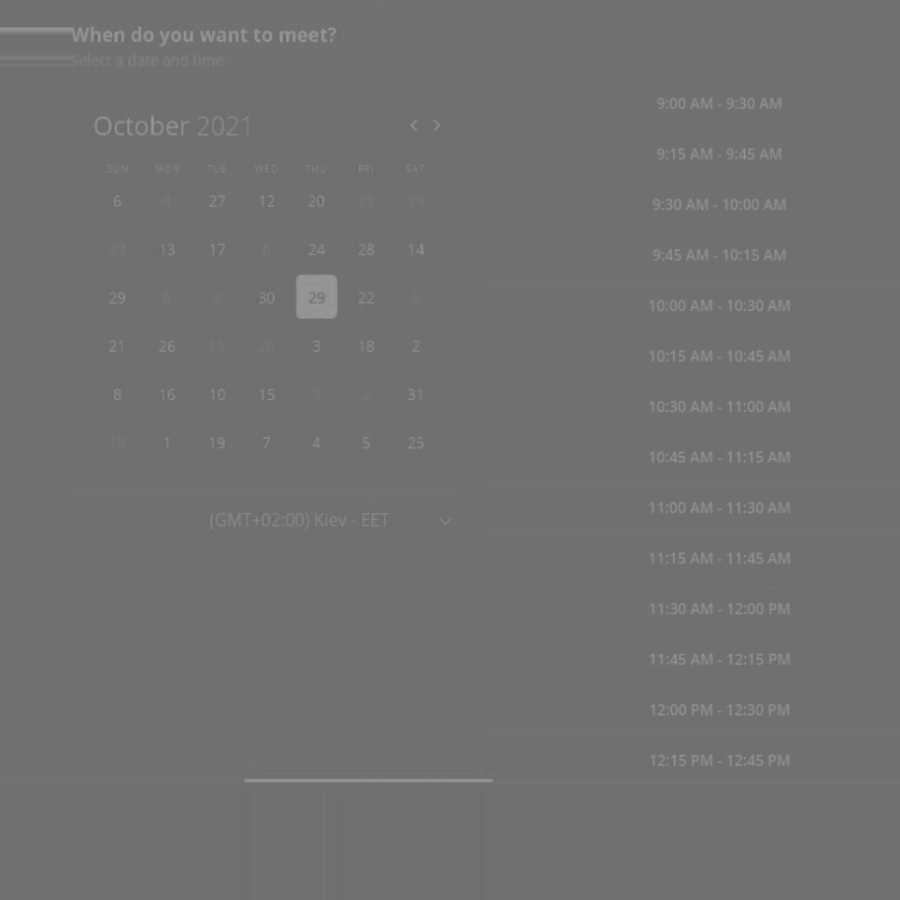 When do you want to meet?
Select a date and time
October 2021
SUN MON TUE WED THU FRI SAT
6 4 27 12 20 21 29
23 13 17 6 24 28 14
29 6 2 30 29 22 9
21 26 11 26 3 18 2
8 16 10 15 9 2 31
19 1 19 7 4 5 25
(GMT+02:00) Kiev - EET
9:00 AM - 9:30 AM
9:15 AM - 9:45 AM
9:30 AM - 10:00 AM
9:45 AM - 10:15 AM
10:00 AM - 10:30 AM
10:15 AM - 10:45 AM
10:30 AM - 11:00 AM
10:45 AM - 11:15 AM
11:00 AM - 11:30 AM
11:15 AM - 11:45 AM
11:30 AM - 12:00 PM
11:45 AM - 12:15 PM
12:00 PM - 12:30 PM
12:15 PM - 12:45 PM